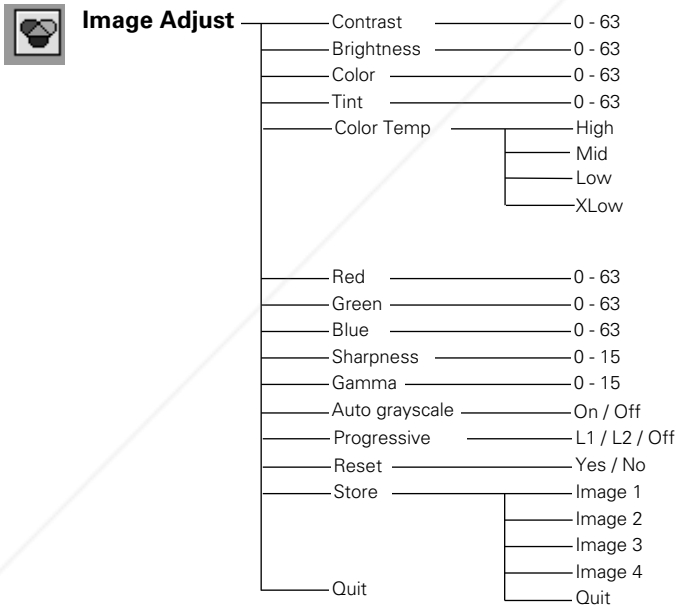 Image Adjust
Contrast 0 - 63
Brightness 0 - 63
Color 0 - 63
Tint 0 - 63
Color Temp High
Mid
Low
XLow
Red 0 - 63
Green 0 - 63
Blue 0 - 63
Sharpness 0 - 15
Gamma 0 - 15
Auto grayscale On / Off
Progressive L1 / L2 / Off
Reset Yes / No
Store Image 1
Image 2
Image 3
Image 4
Quit Quit